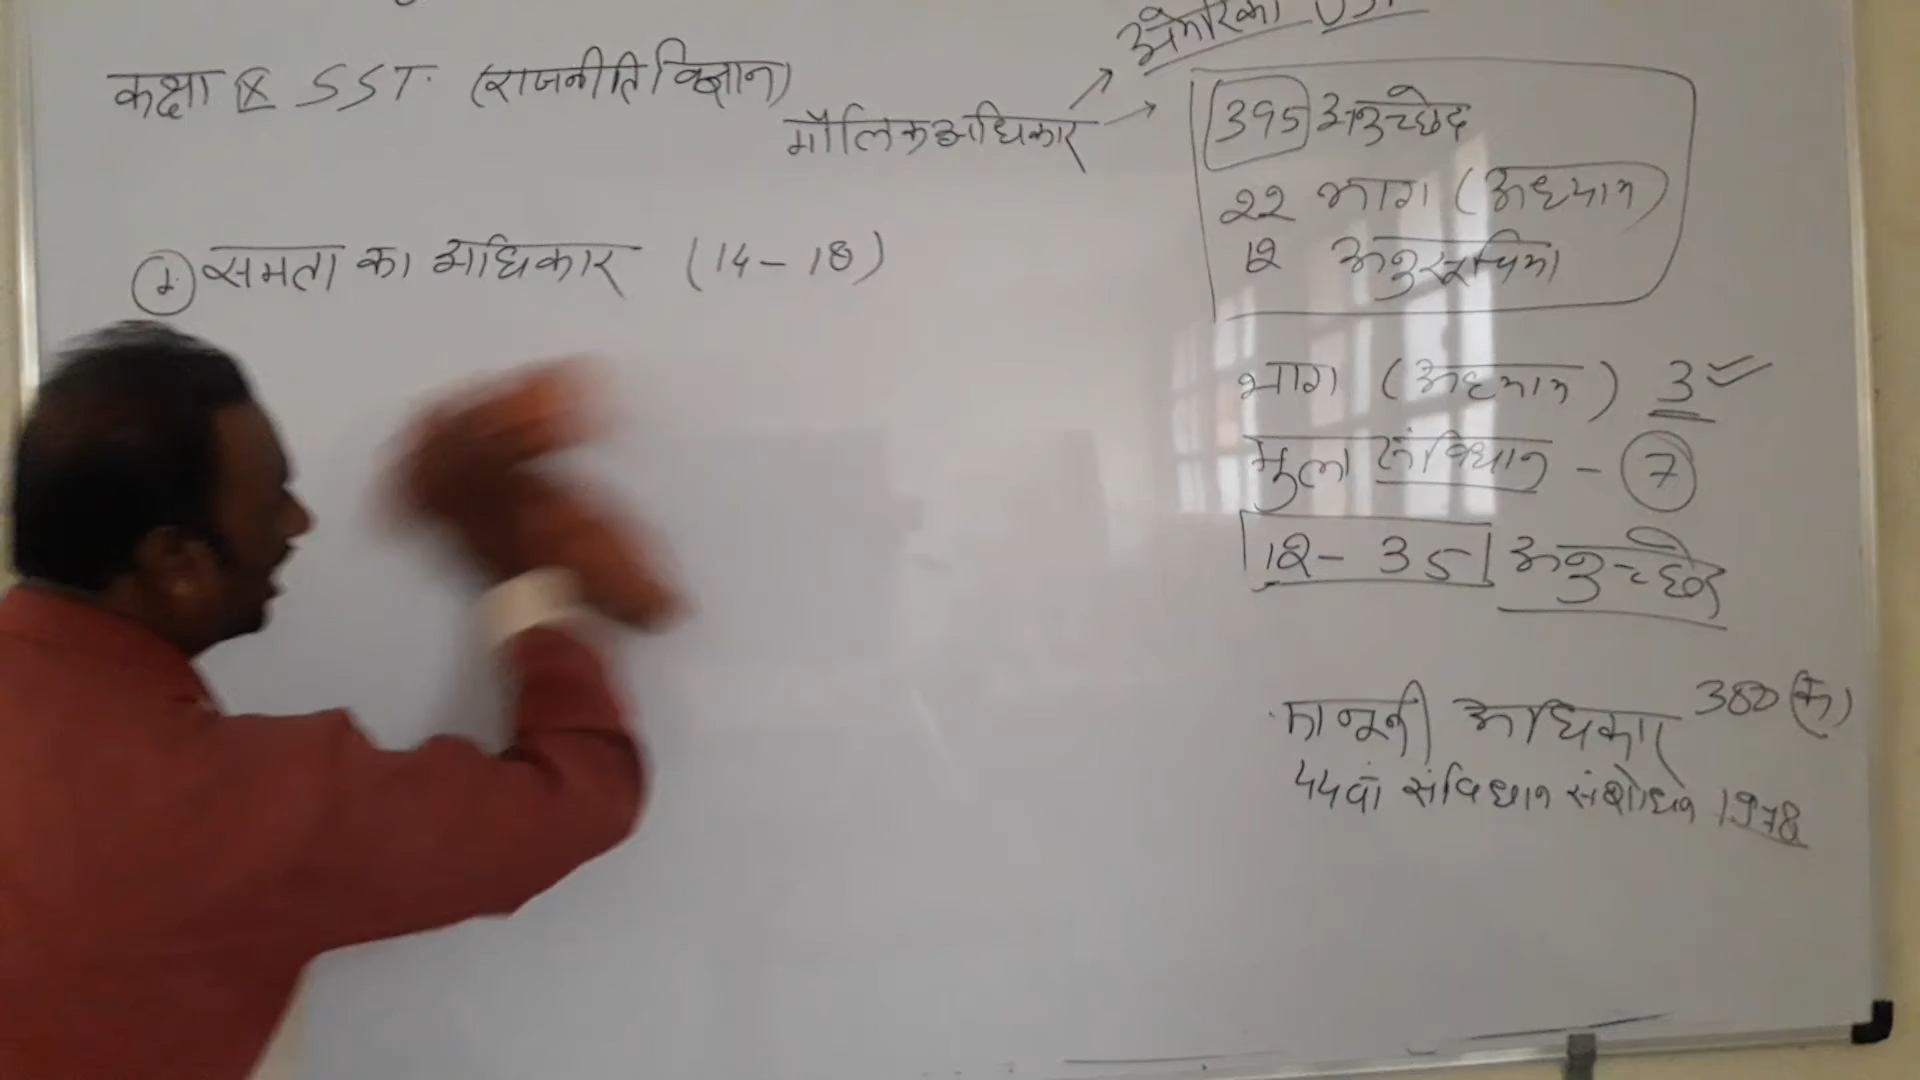 अमेरिका USA
कक्षा IX SST. (राजनीति विज्ञान)
मौलिक अधिकार
395 अनुच्छेद
22 भाग (अध्याय)
12 अनुसूचियां
1. समता का अधिकार (14-18)
भाग (अध्याय) 3
मुल संविधान - 7
12-35 अनुच्छेद
कानूनी अधिकार 300 (क)
44वां संविधान संशोधन 1978